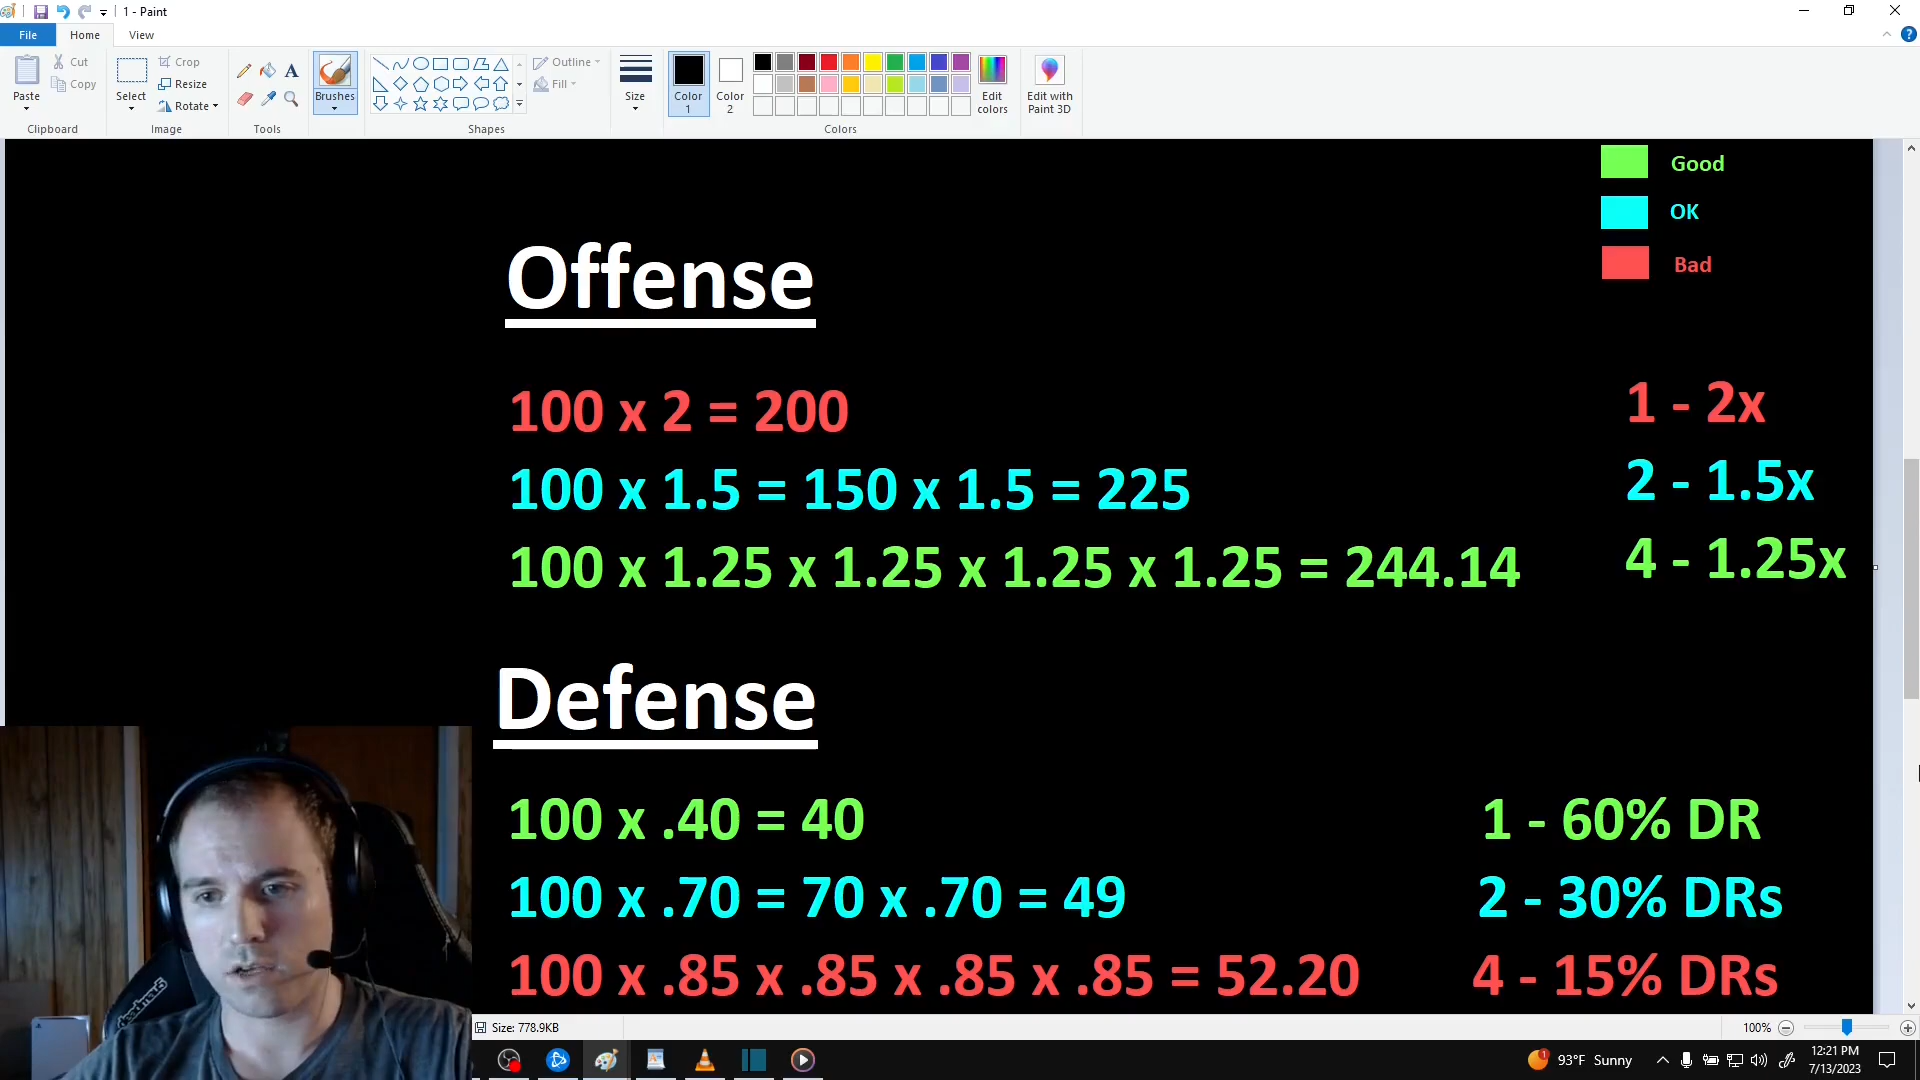 1 - Paint
File Home View
Paste
Cut
Copy
Clipboard
Select
Crop
Resize
Rotate
Image
A
Tools
Brushes
Shapes
Outline
Fill
Size
Color 1
Color 2
Colors
Edit colors
Edit with Paint 3D
Good
OK
Bad
Offense
100 x 2 = 200
1 - 2x
100 x 1.5 = 150 x 1.5 = 225
2 - 1.5x
100 x 1.25 x 1.25 x 1.25 x 1.25 = 244.14
4 - 1.25x
Defense
100 x .40 = 40
1 - 60% DR
100 x .70 = 70 x .70 = 49
2 - 30% DRs
100 x .85 x .85 x .85 x .85 = 52.20
4 - 15% DRs
Size: 778.9KB
100%
93°F Sunny
12:21 PM
7/13/2023